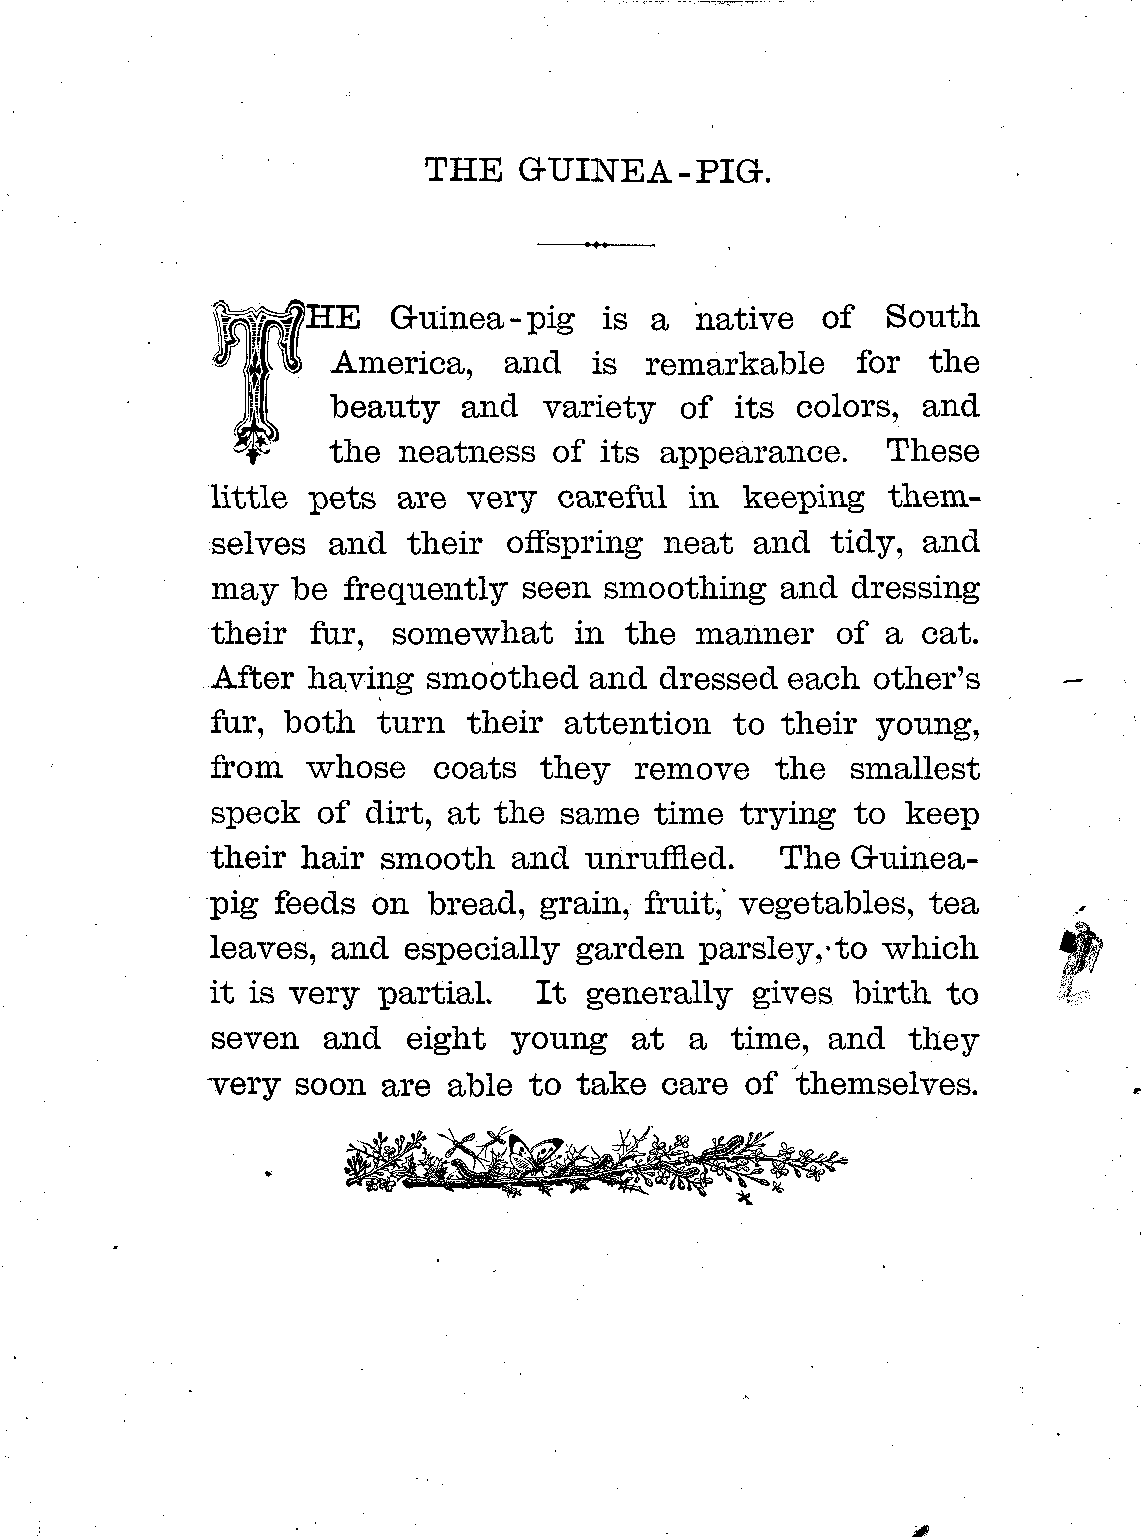 THE GUINEA-PIG.
THE Guinea-pig is a native of South
America, and is remarkable for the
beauty and variety of its colors, and
the neatness of its appearance. These
little pets are very careful in keeping them-
selves and their offspring neat and tidy, and
may be frequently seen smoothing and dressing
their fur, somewhat in the manner of a cat.
After having smoothed and dressed each other's
fur, both turn their attention to their young,
from whose coats they remove the smallest
speck of dirt, at the same time trying to keep
their hair smooth and unruffled. The Guinea-
pig feeds on bread, grain, fruit, vegetables, tea
leaves, and especially garden parsley, to which
it is very partial. It generally gives birth to
seven and eight young at a time, and they
very soon are able to take care of themselves.